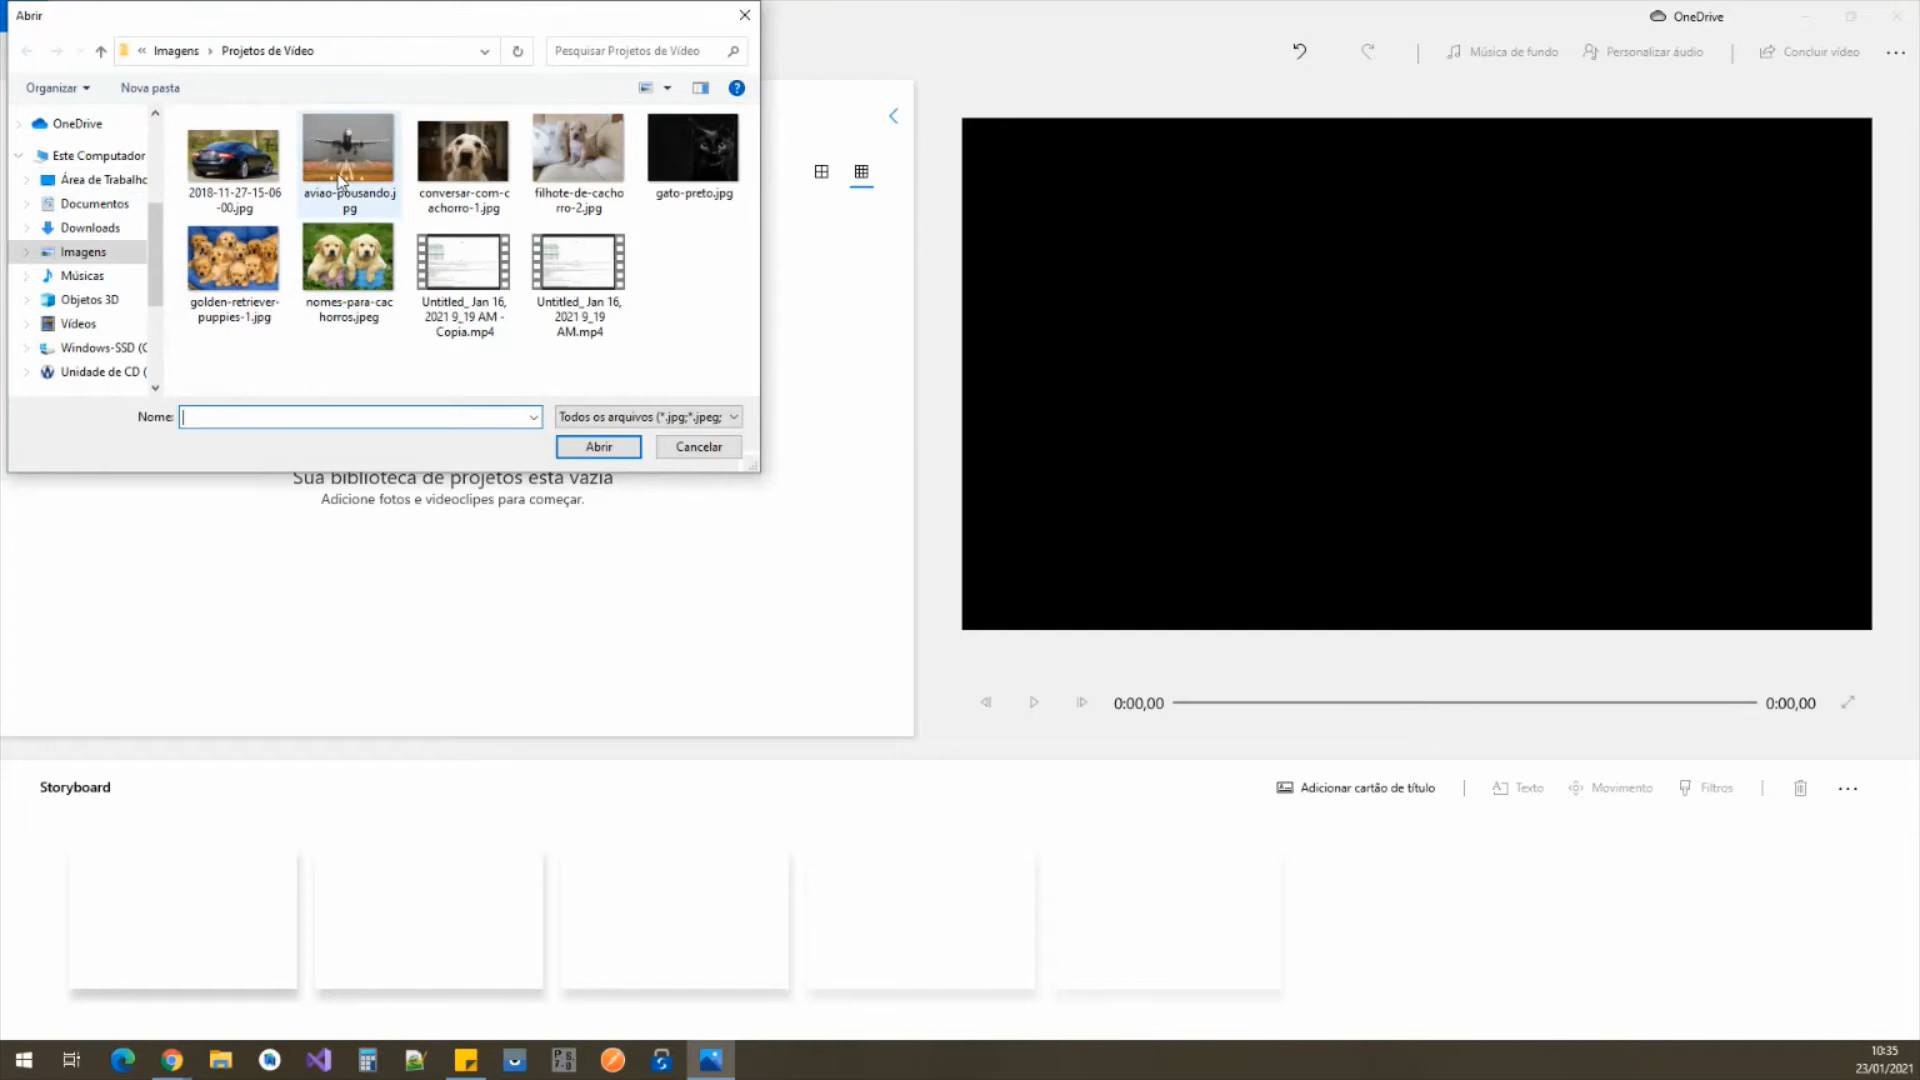 Abrir
OneDrive
Imagens
Projetos de Vídeo
Pesquisar Projetos de Vídeo
Música de fundo
Personalizar áudio
Concluir vídeo
Organizar
Nova pasta
OneDrive
Este Computador
Área de Trabalho
Documentos
Downloads
Imagens
Músicas
Objetos 3D
Vídeos
Windows-SSD (C
Unidade de CD (
2018-11-27-15-06
-00.jpg
aviao-pousando.j
pg
conversar-com-c
achorro-1.jpg
filhote-de-cacho
rro-2.jpg
gato-preto.jpg
golden-retriever-
puppies-1.jpg
nomes-para-cac
horros.jpeg
Untitled_ Jan 16,
2021 9_19 AM -
Copia.mp4
Untitled_ Jan 16,
2021 9_19
AM.mp4
Nome:
Todos os arquivos (*.jpg;*.jpeg;
Abrir
Cancelar
Sua biblioteca de projetos está vazia
Adicione fotos e videoclipes para começar.
0:00,00
0:00,00
Storyboard
Adicionar cartão de título
Texto
Movimento
Filtros
10:35
23/01/2021